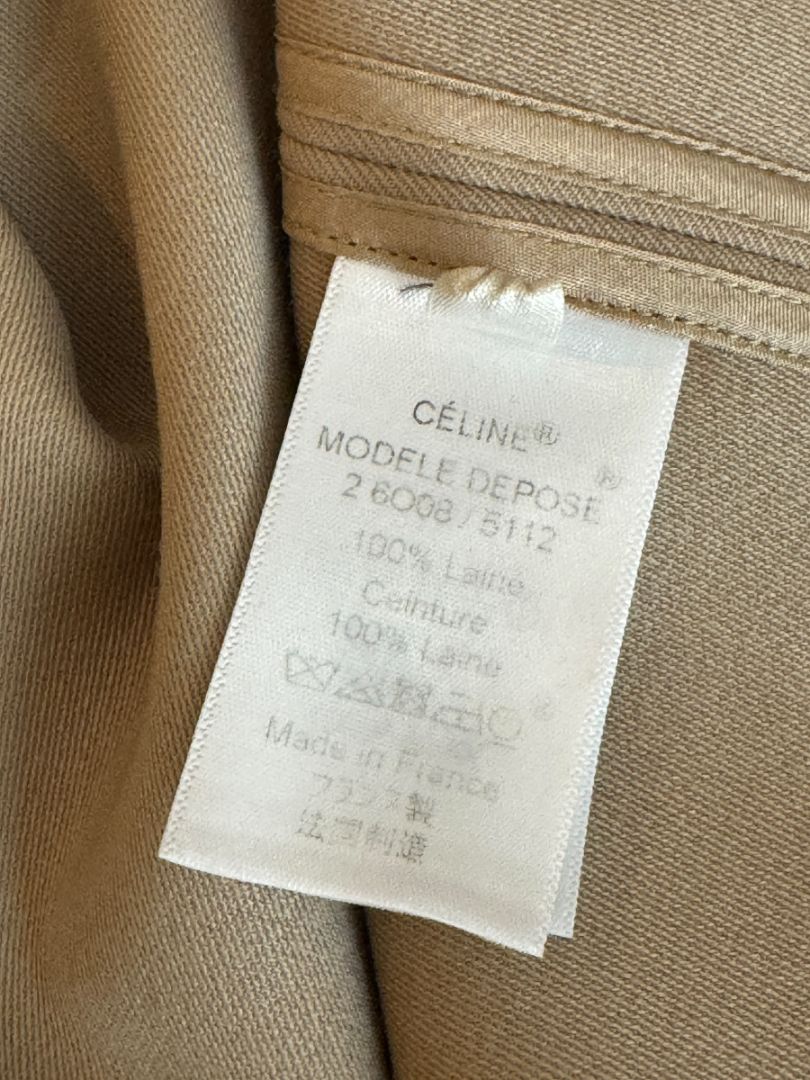 CÉLINE®
MODELE DEPOSE ®
2 6O08 / 5112
100% Laine
Ceinture
100% Laine
Made in France
フランス製
法国制造